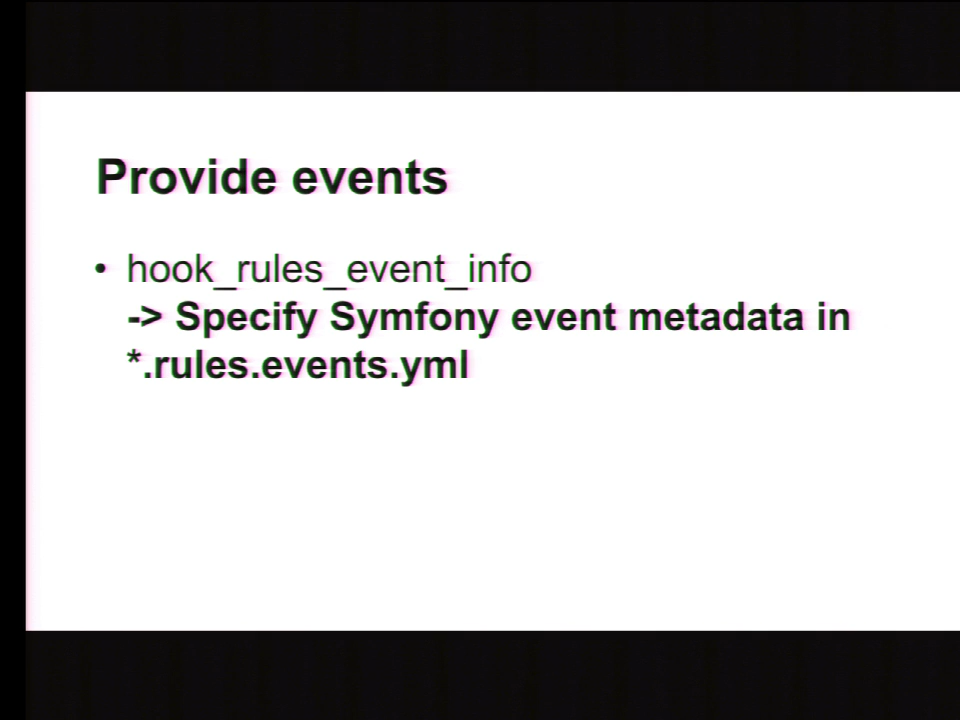 Provide events
• hook_rules_event_info
-> Specify Symfony event metadata in
*.rules.events.yml